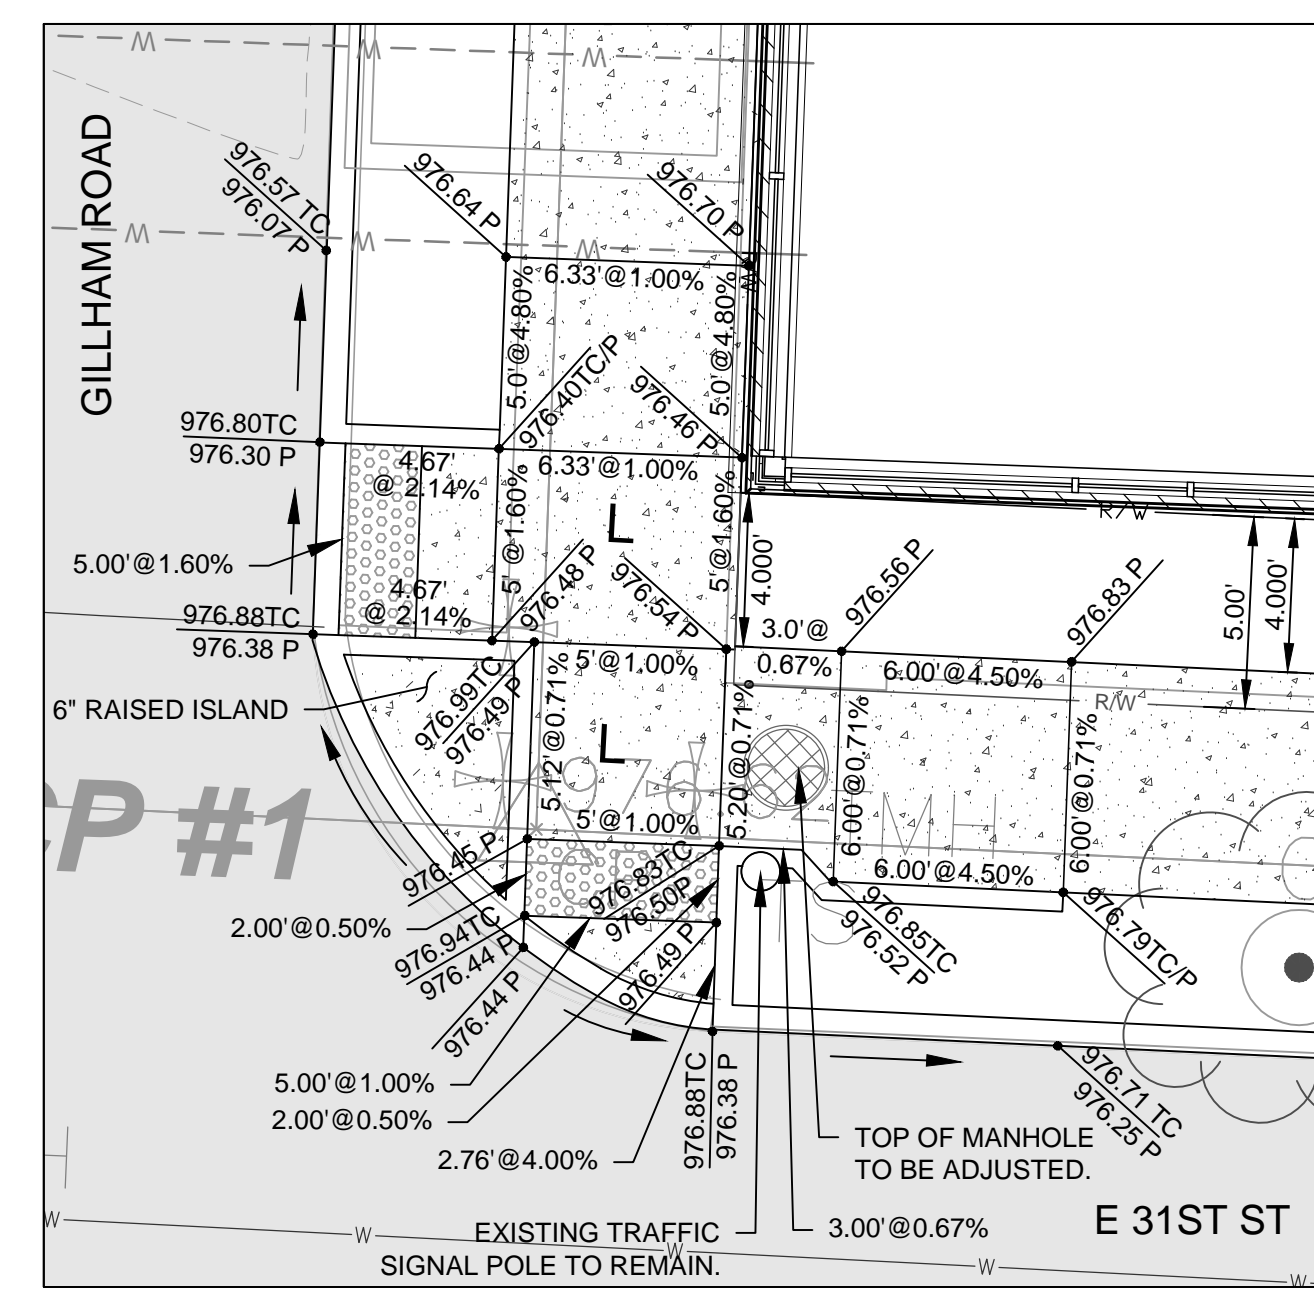 GILLHAM ROAD
976.57 TC
976.07 P
976.64 P
976.70 P
6.33'@1.00%
5.0'@4.80%
5.0'@4.80%
976.40TC/P
976.46 P
976.80TC
976.30 P
4.67'
@ 2.14%
6.33'@1.00%
5'@1.60%
5'@1.60%
L
R/W
5.00'@1.60%
4.67'
@ 2.14%
976.48 P
976.54 P
4.000'
976.56 P
976.83 P
5.00'
4.000'
976.88TC
976.38 P
3.0'@
0.67%
5'@1.00%
6.00'@4.50%
R/W
6" RAISED ISLAND
976.99TC
976.49 P
5.12'@0.71%
L
5.20'@0.71%
6.00'@0.71%
6.00'@0.71%
CP #1
MH
5'@1.00%
6.00'@4.50%
976.45 P
976.83TC
976.50P
2.00'@0.50%
976.94TC
976.44 P
976.44 P
976.49 P
976.85TC
976.52 P
976.79TC/P
5.00'@1.00%
2.00'@0.50%
2.76'@4.00%
976.88TC
976.38 P
976.71 TC
976.25 P
TOP OF MANHOLE
TO BE ADJUSTED.
E 31ST ST
3.00'@0.67%
EXISTING TRAFFIC
SIGNAL POLE TO REMAIN.
W
W
W
W
W
W
W
W
W
W
W